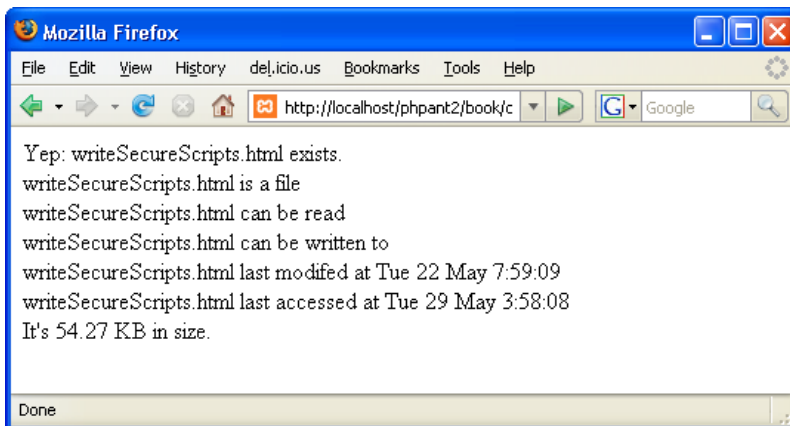 Mozilla Firefox
File Edit View History del.icio.us Bookmarks Tools Help
http://localhost/phpant2/book/c G Google
Yep: writeSecureScripts.html exists.
writeSecureScripts.html is a file
writeSecureScripts.html can be read
writeSecureScripts.html can be written to
writeSecureScripts.html last modifed at Tue 22 May 7:59:09
writeSecureScripts.html last accessed at Tue 29 May 3:58:08
It's 54.27 KB in size.
Done